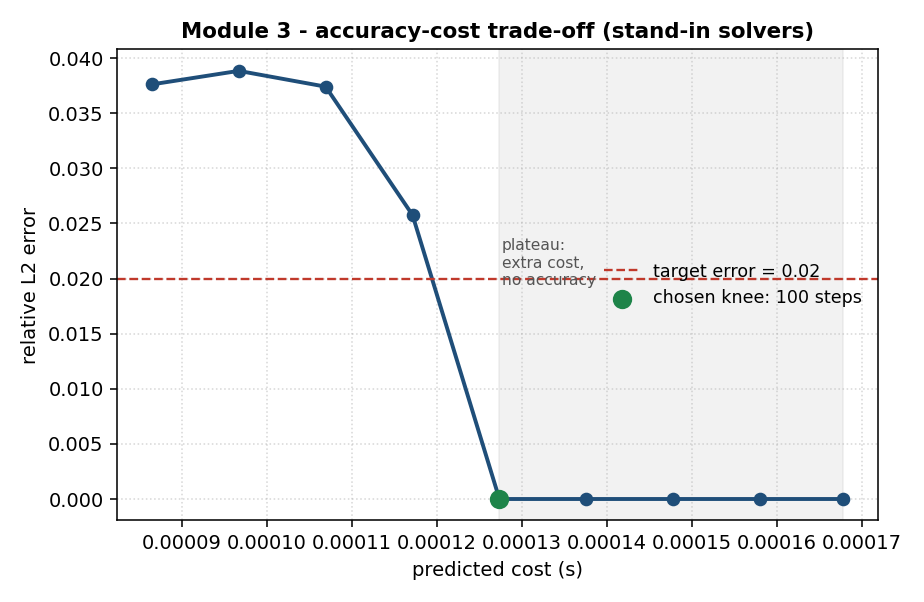 Module 3 - accuracy-cost trade-off (stand-in solvers)
relative L2 error
0.040
0.035
0.030
0.025
0.020
0.015
0.010
0.005
0.000
plateau:
extra cost,
no accuracy
target error = 0.02
chosen knee: 100 steps
0.00009 0.00010 0.00011 0.00012 0.00013 0.00014 0.00015 0.00016 0.00017
predicted cost (s)